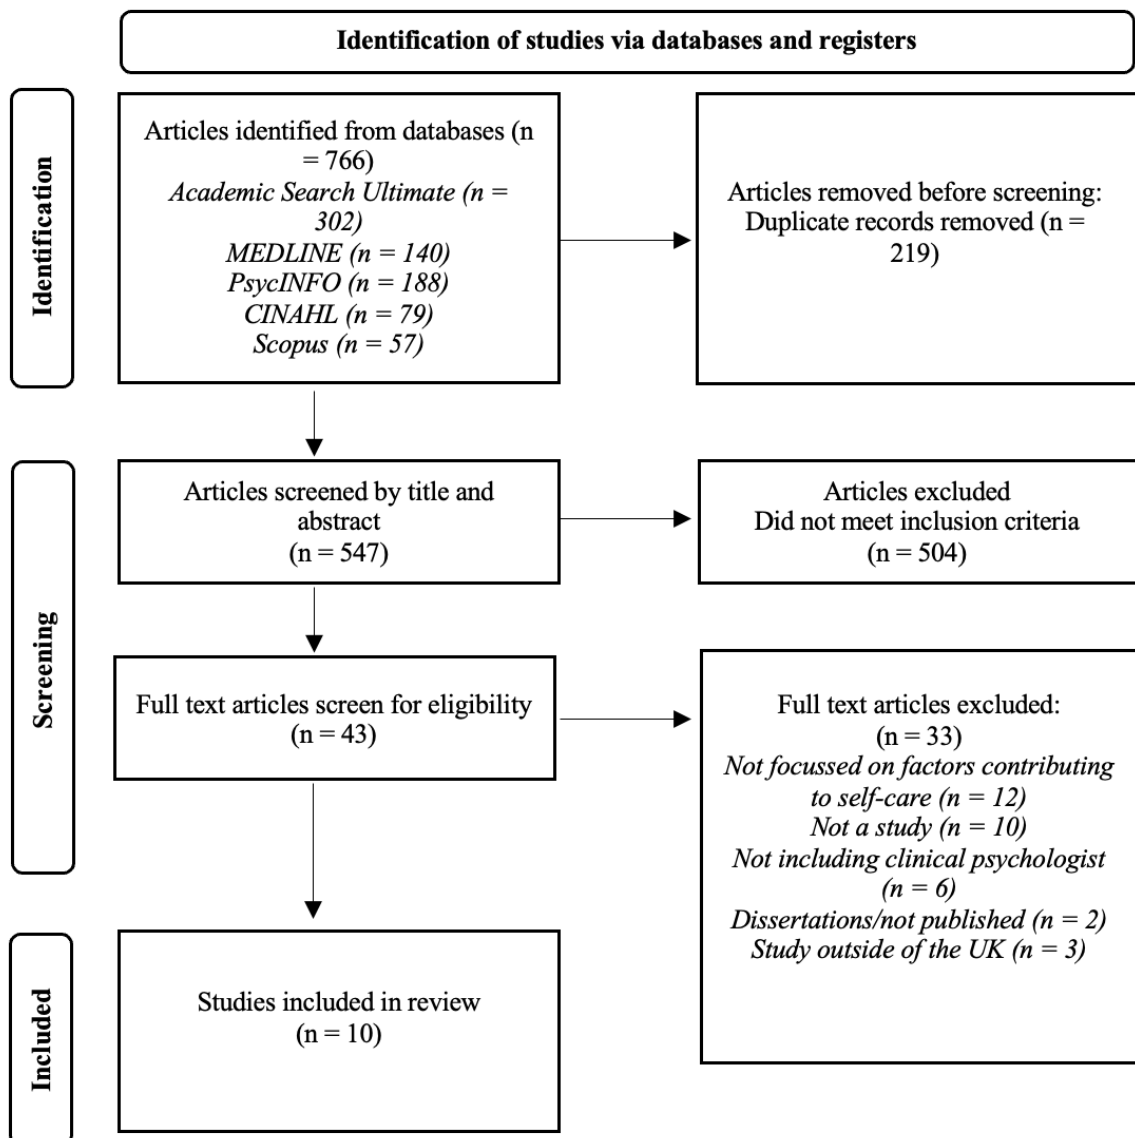 Identification of studies via databases and registers
Identification
Articles identified from databases (n
= 766)
Academic Search Ultimate (n =
302)
MEDLINE (n = 140)
PsycINFO (n = 188)
CINAHL (n = 79)
Scopus (n = 57)
Articles removed before screening:
Duplicate records removed (n =
219)
Screening
Articles screened by title and
abstract
(n = 547)
Articles excluded
Did not meet inclusion criteria
(n = 504)
Full text articles screen for eligibility
(n = 43)
Full text articles excluded:
(n = 33)
Not focussed on factors contributing
to self-care (n = 12)
Not a study (n = 10)
Not including clinical psychologist
(n = 6)
Dissertations/not published (n = 2)
Study outside of the UK (n = 3)
Included
Studies included in review
(n = 10)